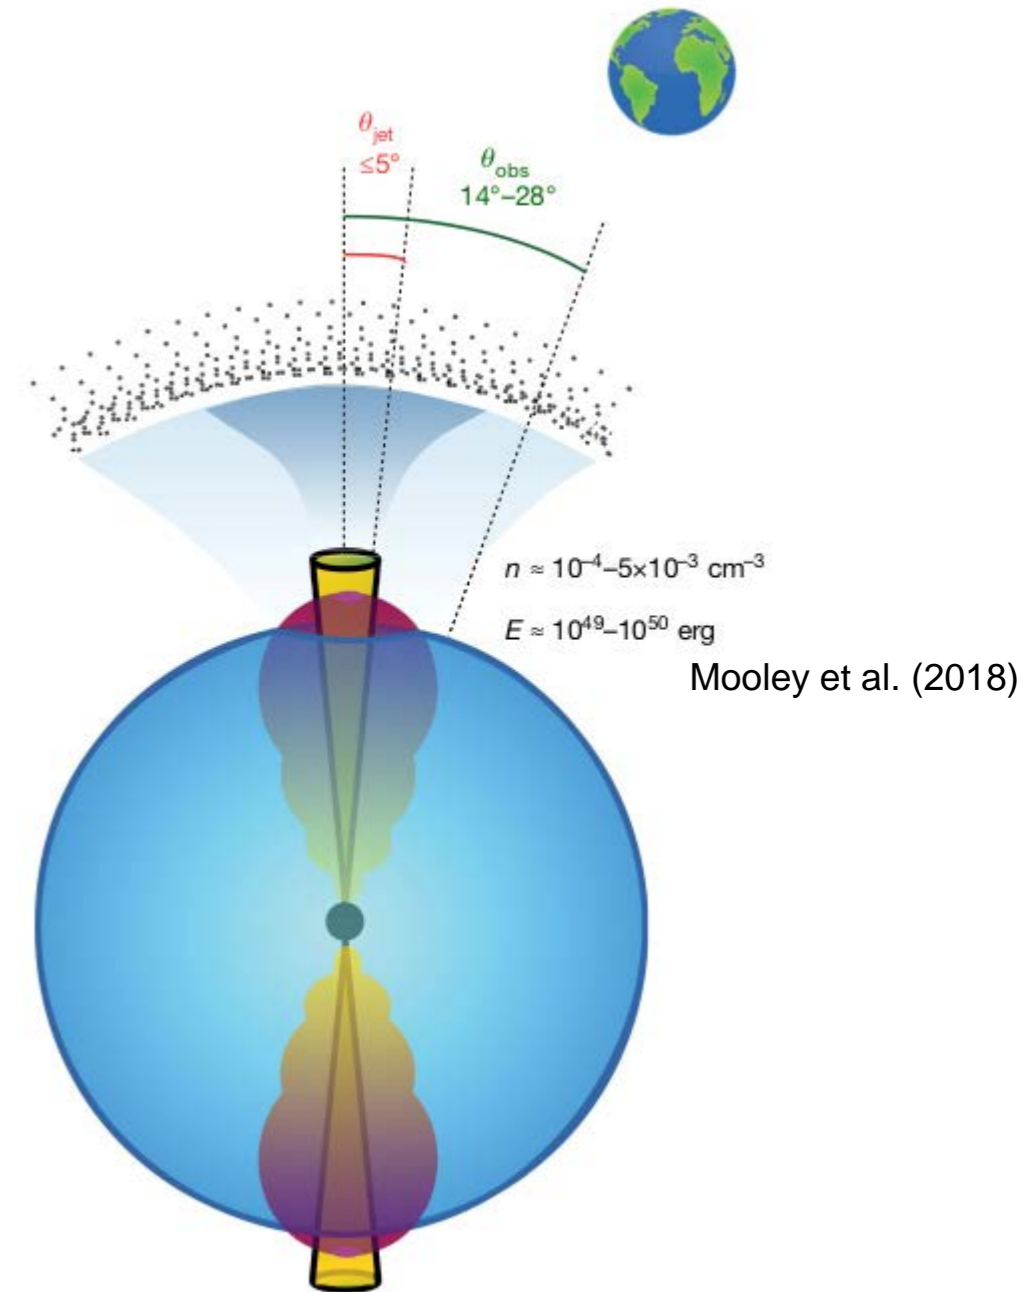 θjet
≤5°
θobs
14°–28°
n ≈ 10⁻⁴–5×10⁻³ cm⁻³
E ≈ 10⁴⁹–10⁵⁰ erg
Mooley et al. (2018)